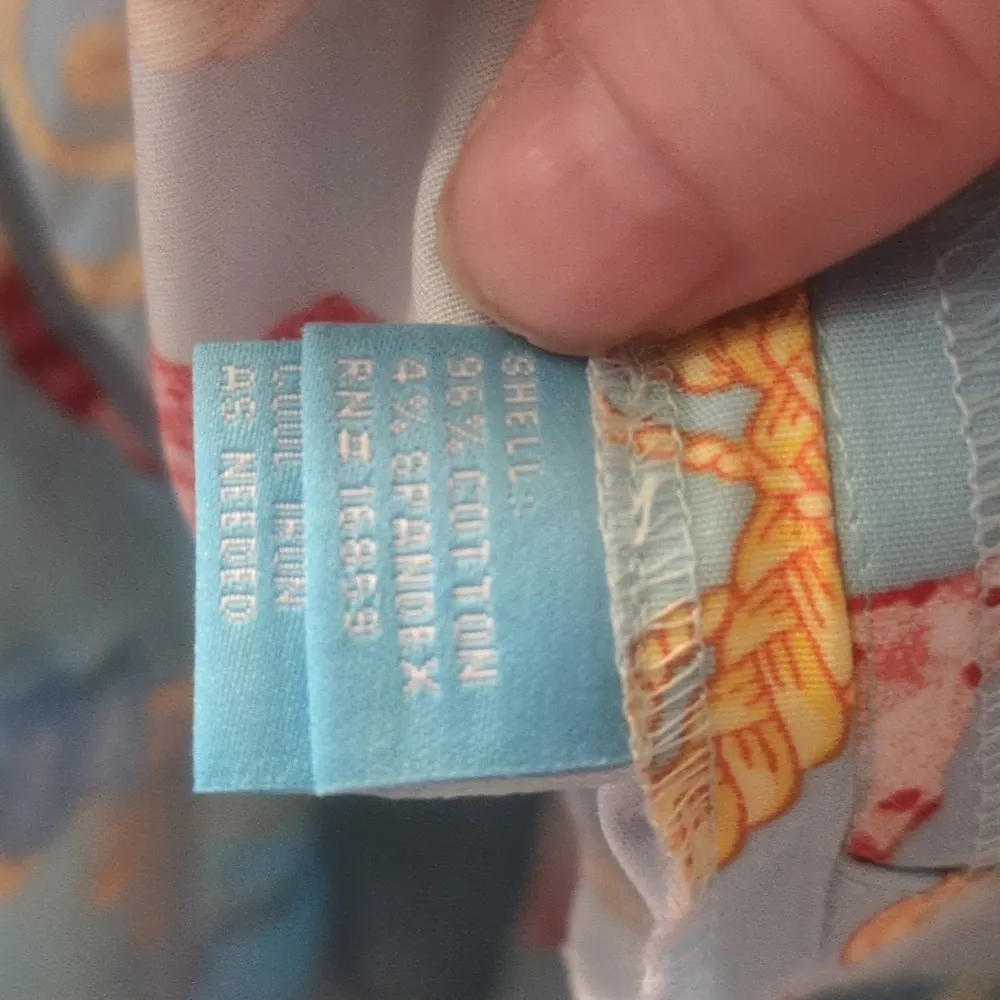 SHELL:
96% COTTON
4% SPANDEX
RN# 16859
COOL IRON
AS NEEDED